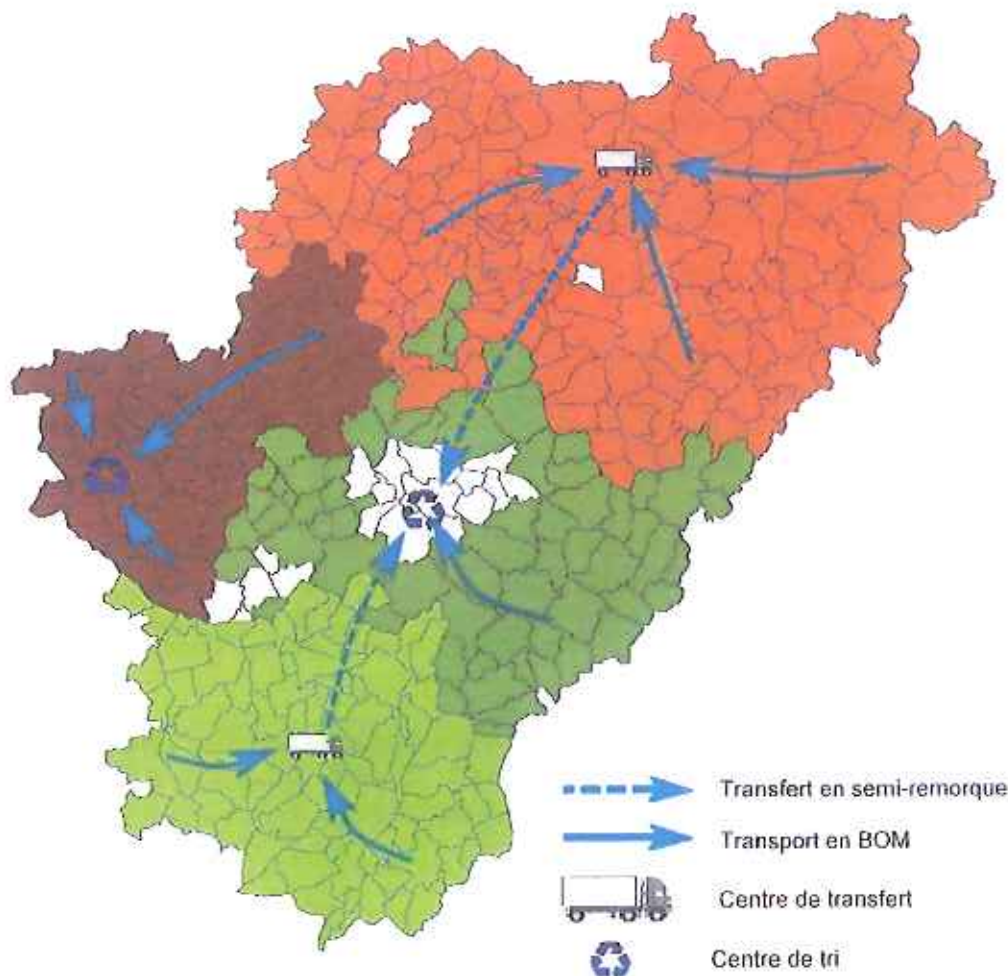 Transfert en semi-remorque
Transport en BOM
Centre de transfert
Centre de tri